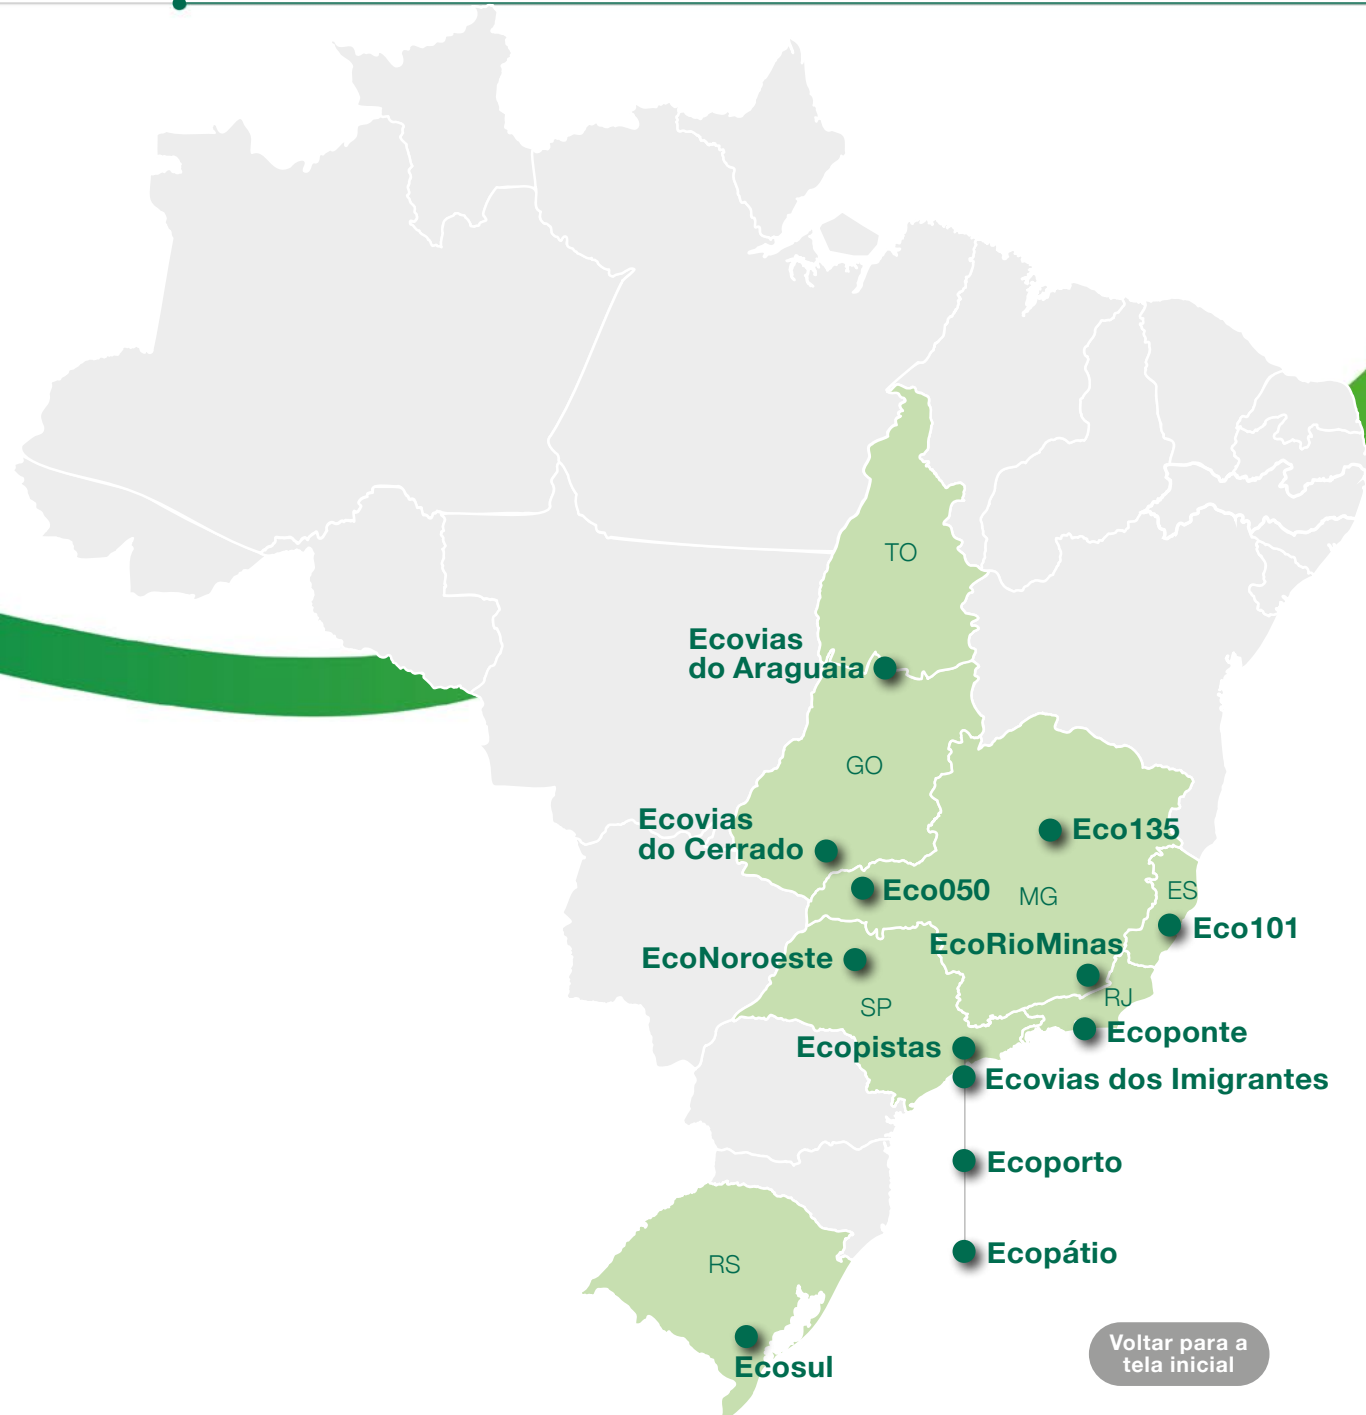 TO
Ecovias
do Araguaia
GO
Ecovias
do Cerrado
Eco135
Eco050
MG
ES
Eco101
EcoNoroeste
EcoRioMinas
SP
RJ
Ecoponte
Ecopistas
Ecovias dos Imigrantes
Ecoporto
Ecopátio
RS
Ecosul
Voltar para a
tela inicial